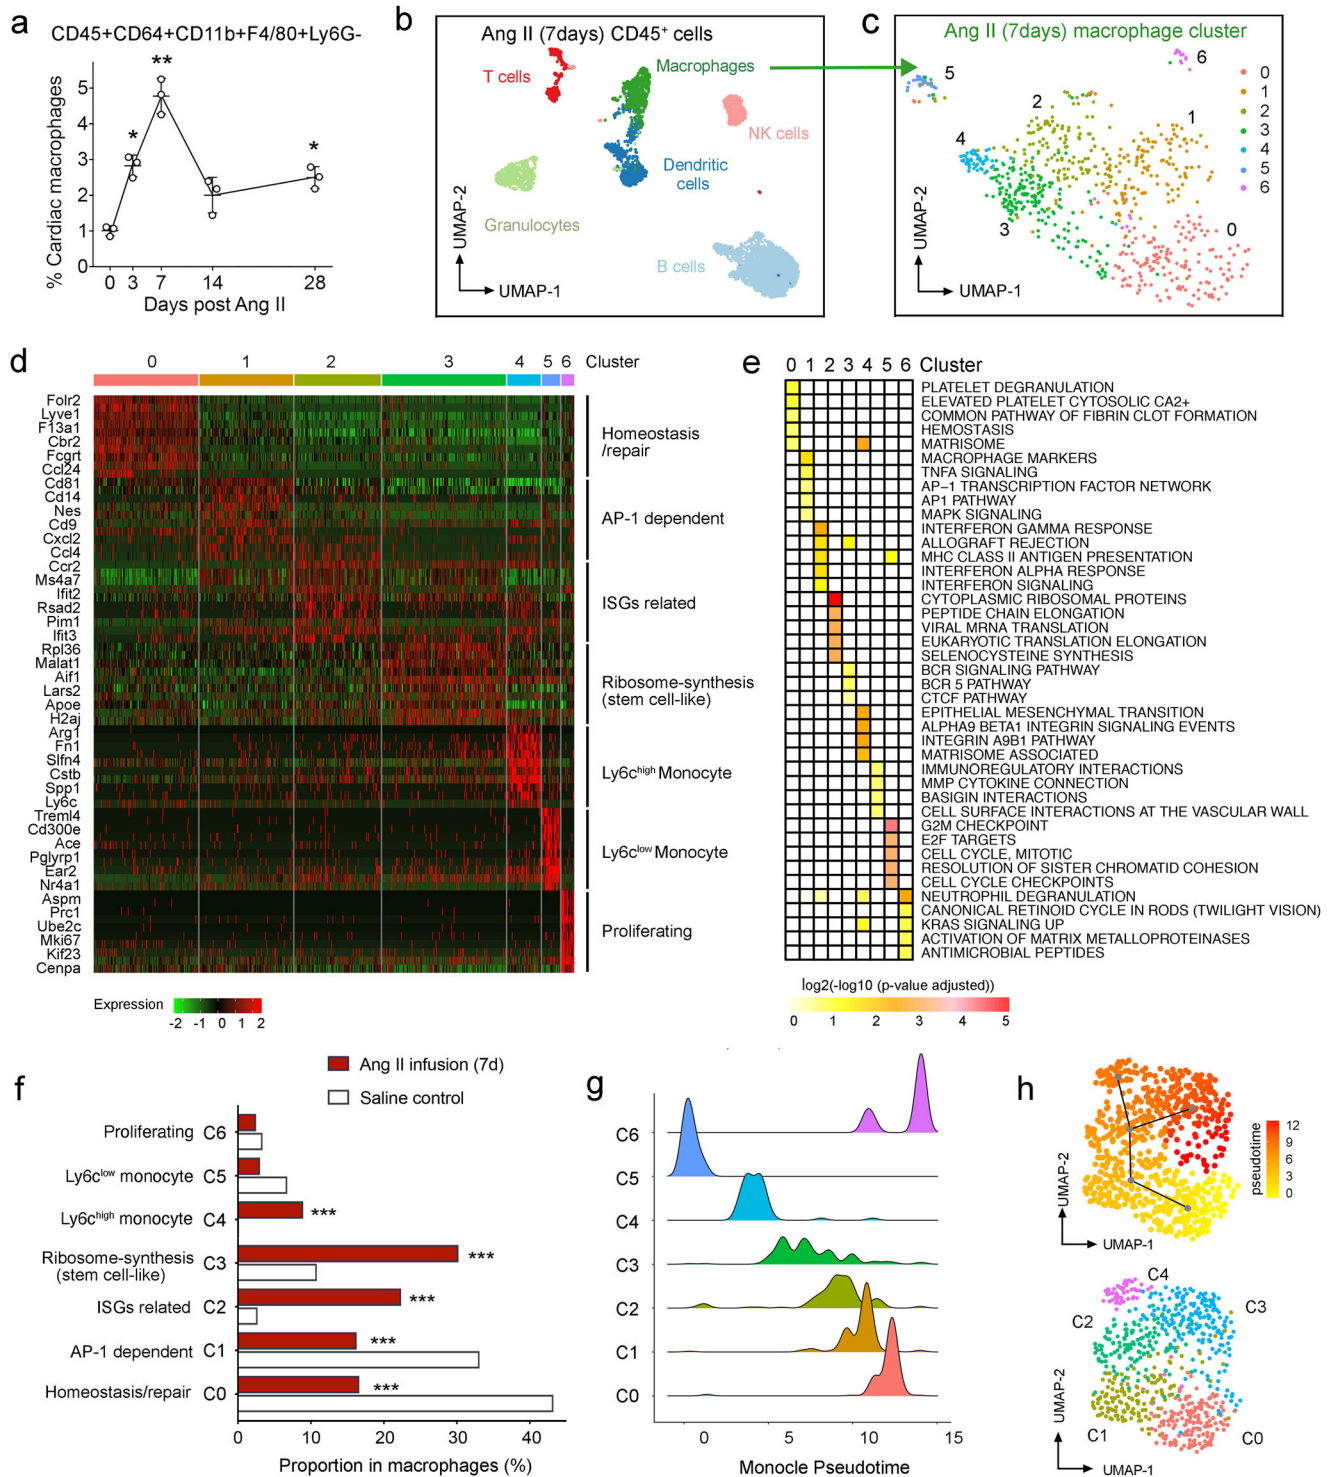 a
CD45+CD64+CD11b+F4/80+Ly6G-
% Cardiac macrophages
5
4
3
2
1
0
*
**
*
0 3 7 14 28
Days post Ang II
b
Ang II (7days) CD45+ cells
T cells
Macrophages
NK cells
Dendritic
cells
Granulocytes
B cells
UMAP-2
UMAP-1
c
Ang II (7days) macrophage cluster
6
5
2
1
4
3
0
0
1
2
3
4
5
6
UMAP-2
UMAP-1
d
0 1 2 3 4 5 6 Cluster
Folr2
Lyve1
F13a1
Cbr2
Fcgrt
Ccl24
Cd81
Cd14
Nes
Cd9
Cxcl2
Ccl4
Ccr2
Ms4a7
Ifit2
Rsad2
Pim1
Ifit3
Rpl36
Malat1
Aif1
Lars2
Apoe
H2aj
Arg1
Fn1
Slfn4
Cstb
Spp1
Ly6c
Treml4
Cd300e
Ace
Pglyrp1
Ear2
Nr4a1
Aspm
Prc1
Ube2c
Mki67
Kif23
Cenpa
Homeostasis
/repair
AP-1 dependent
ISGs related
Ribosome-synthesis
(stem cell-like)
Ly6chigh Monocyte
Ly6clow Monocyte
Proliferating
Expression
-2 -1 0 1 2
e
0 1 2 3 4 5 6 Cluster
PLATELET DEGRANULATION
ELEVATED PLATELET CYTOSOLIC CA2+
COMMON PATHWAY OF FIBRIN CLOT FORMATION
HEMOSTASIS
MATRISOME
MACROPHAGE MARKERS
TNFA SIGNALING
AP−1 TRANSCRIPTION FACTOR NETWORK
AP1 PATHWAY
MAPK SIGNALING
INTERFERON GAMMA RESPONSE
ALLOGRAFT REJECTION
MHC CLASS II ANTIGEN PRESENTATION
INTERFERON ALPHA RESPONSE
INTERFERON SIGNALING
CYTOPLASMIC RIBOSOMAL PROTEINS
PEPTIDE CHAIN ELONGATION
VIRAL MRNA TRANSLATION
EUKARYOTIC TRANSLATION ELONGATION
SELENOCYSTEINE SYNTHESIS
BCR SIGNALING PATHWAY
BCR 5 PATHWAY
CTCF PATHWAY
EPITHELIAL MESENCHYMAL TRANSITION
ALPHA9 BETA1 INTEGRIN SIGNALING EVENTS
INTEGRIN A9B1 PATHWAY
MATRISOME ASSOCIATED
IMMUNOREGULATORY INTERACTIONS
MMP CYTOKINE CONNECTION
BASIGIN INTERACTIONS
CELL SURFACE INTERACTIONS AT THE VASCULAR WALL
G2M CHECKPOINT
E2F TARGETS
CELL CYCLE, MITOTIC
RESOLUTION OF SISTER CHROMATID COHESION
CELL CYCLE CHECKPOINTS
NEUTROPHIL DEGRANULATION
CANONICAL RETINOID CYCLE IN RODS (TWILIGHT VISION)
KRAS SIGNALING UP
ACTIVATION OF MATRIX METALLOPROTEINASES
ANTIMICROBIAL PEPTIDES
log2(-log10 (p-value adjusted))
0 1 2 3 4 5
f
Ang II infusion (7d)
Saline control
Proliferating C6
Ly6clow monocyte C5
Ly6chigh monocyte C4 ***
Ribosome-synthesis
(stem cell-like) C3 ***
ISGs related C2 ***
AP-1 dependent C1 ***
Homeostasis/repair C0 ***
0 10 20 30 40
Proportion in macrophages (%)
g
C6
C5
C4
C3
C2
C1
C0
0 5 10 15
Monocle Pseudotime
h
pseudotime
12
9
6
3
0
UMAP-2
UMAP-1
C4
C3
C2
C1
C0
UMAP-2
UMAP-1